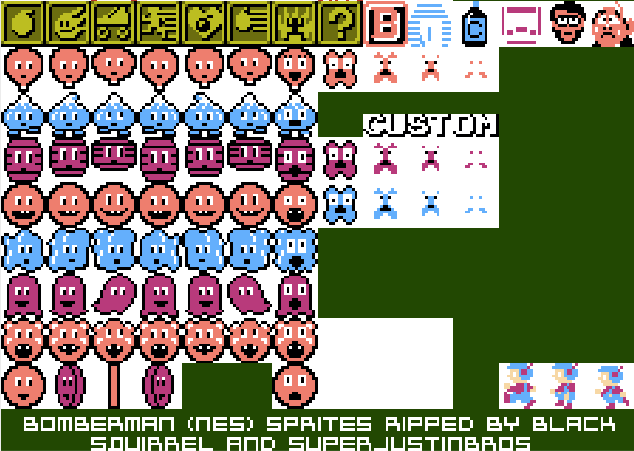 ?
B
C
CUSTOM
BOMBERMAN (NES) SPRITES RIPPED BY BLACK
SQUIRREL AND SUPERJUSTINBROS